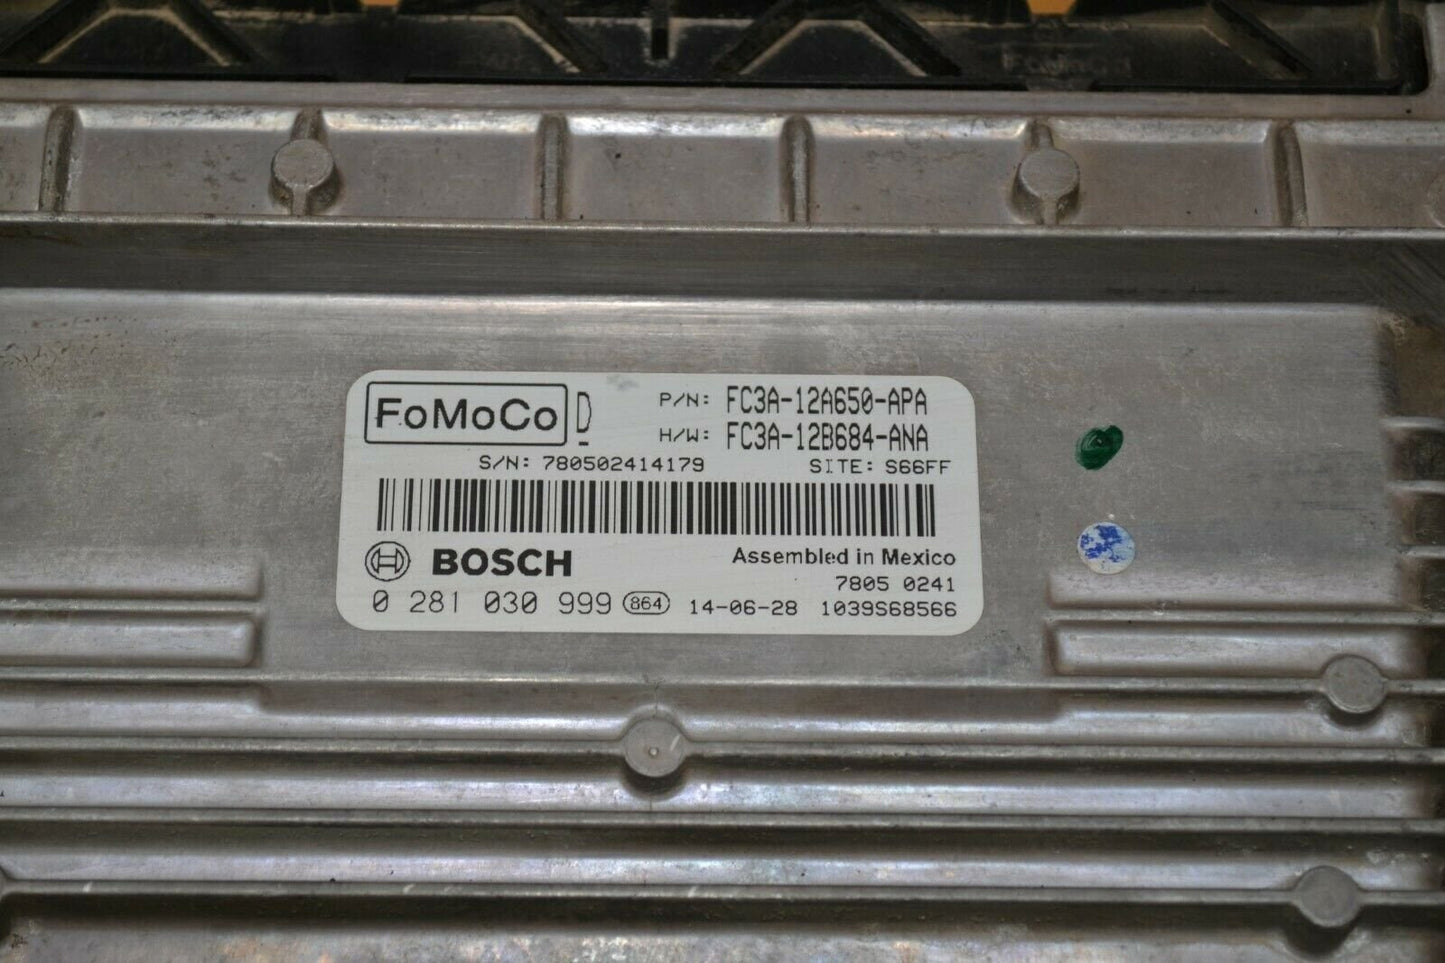 FoMoCo
FoMoCo D
P/N: FC3A-12A650-APA
H/W: FC3A-12B684-ANA
S/N: 780502414179 SITE: S66FF
BOSCH Assembled in Mexico
7805 0241
0 281 030 999 864 14-06-28 1039S68566